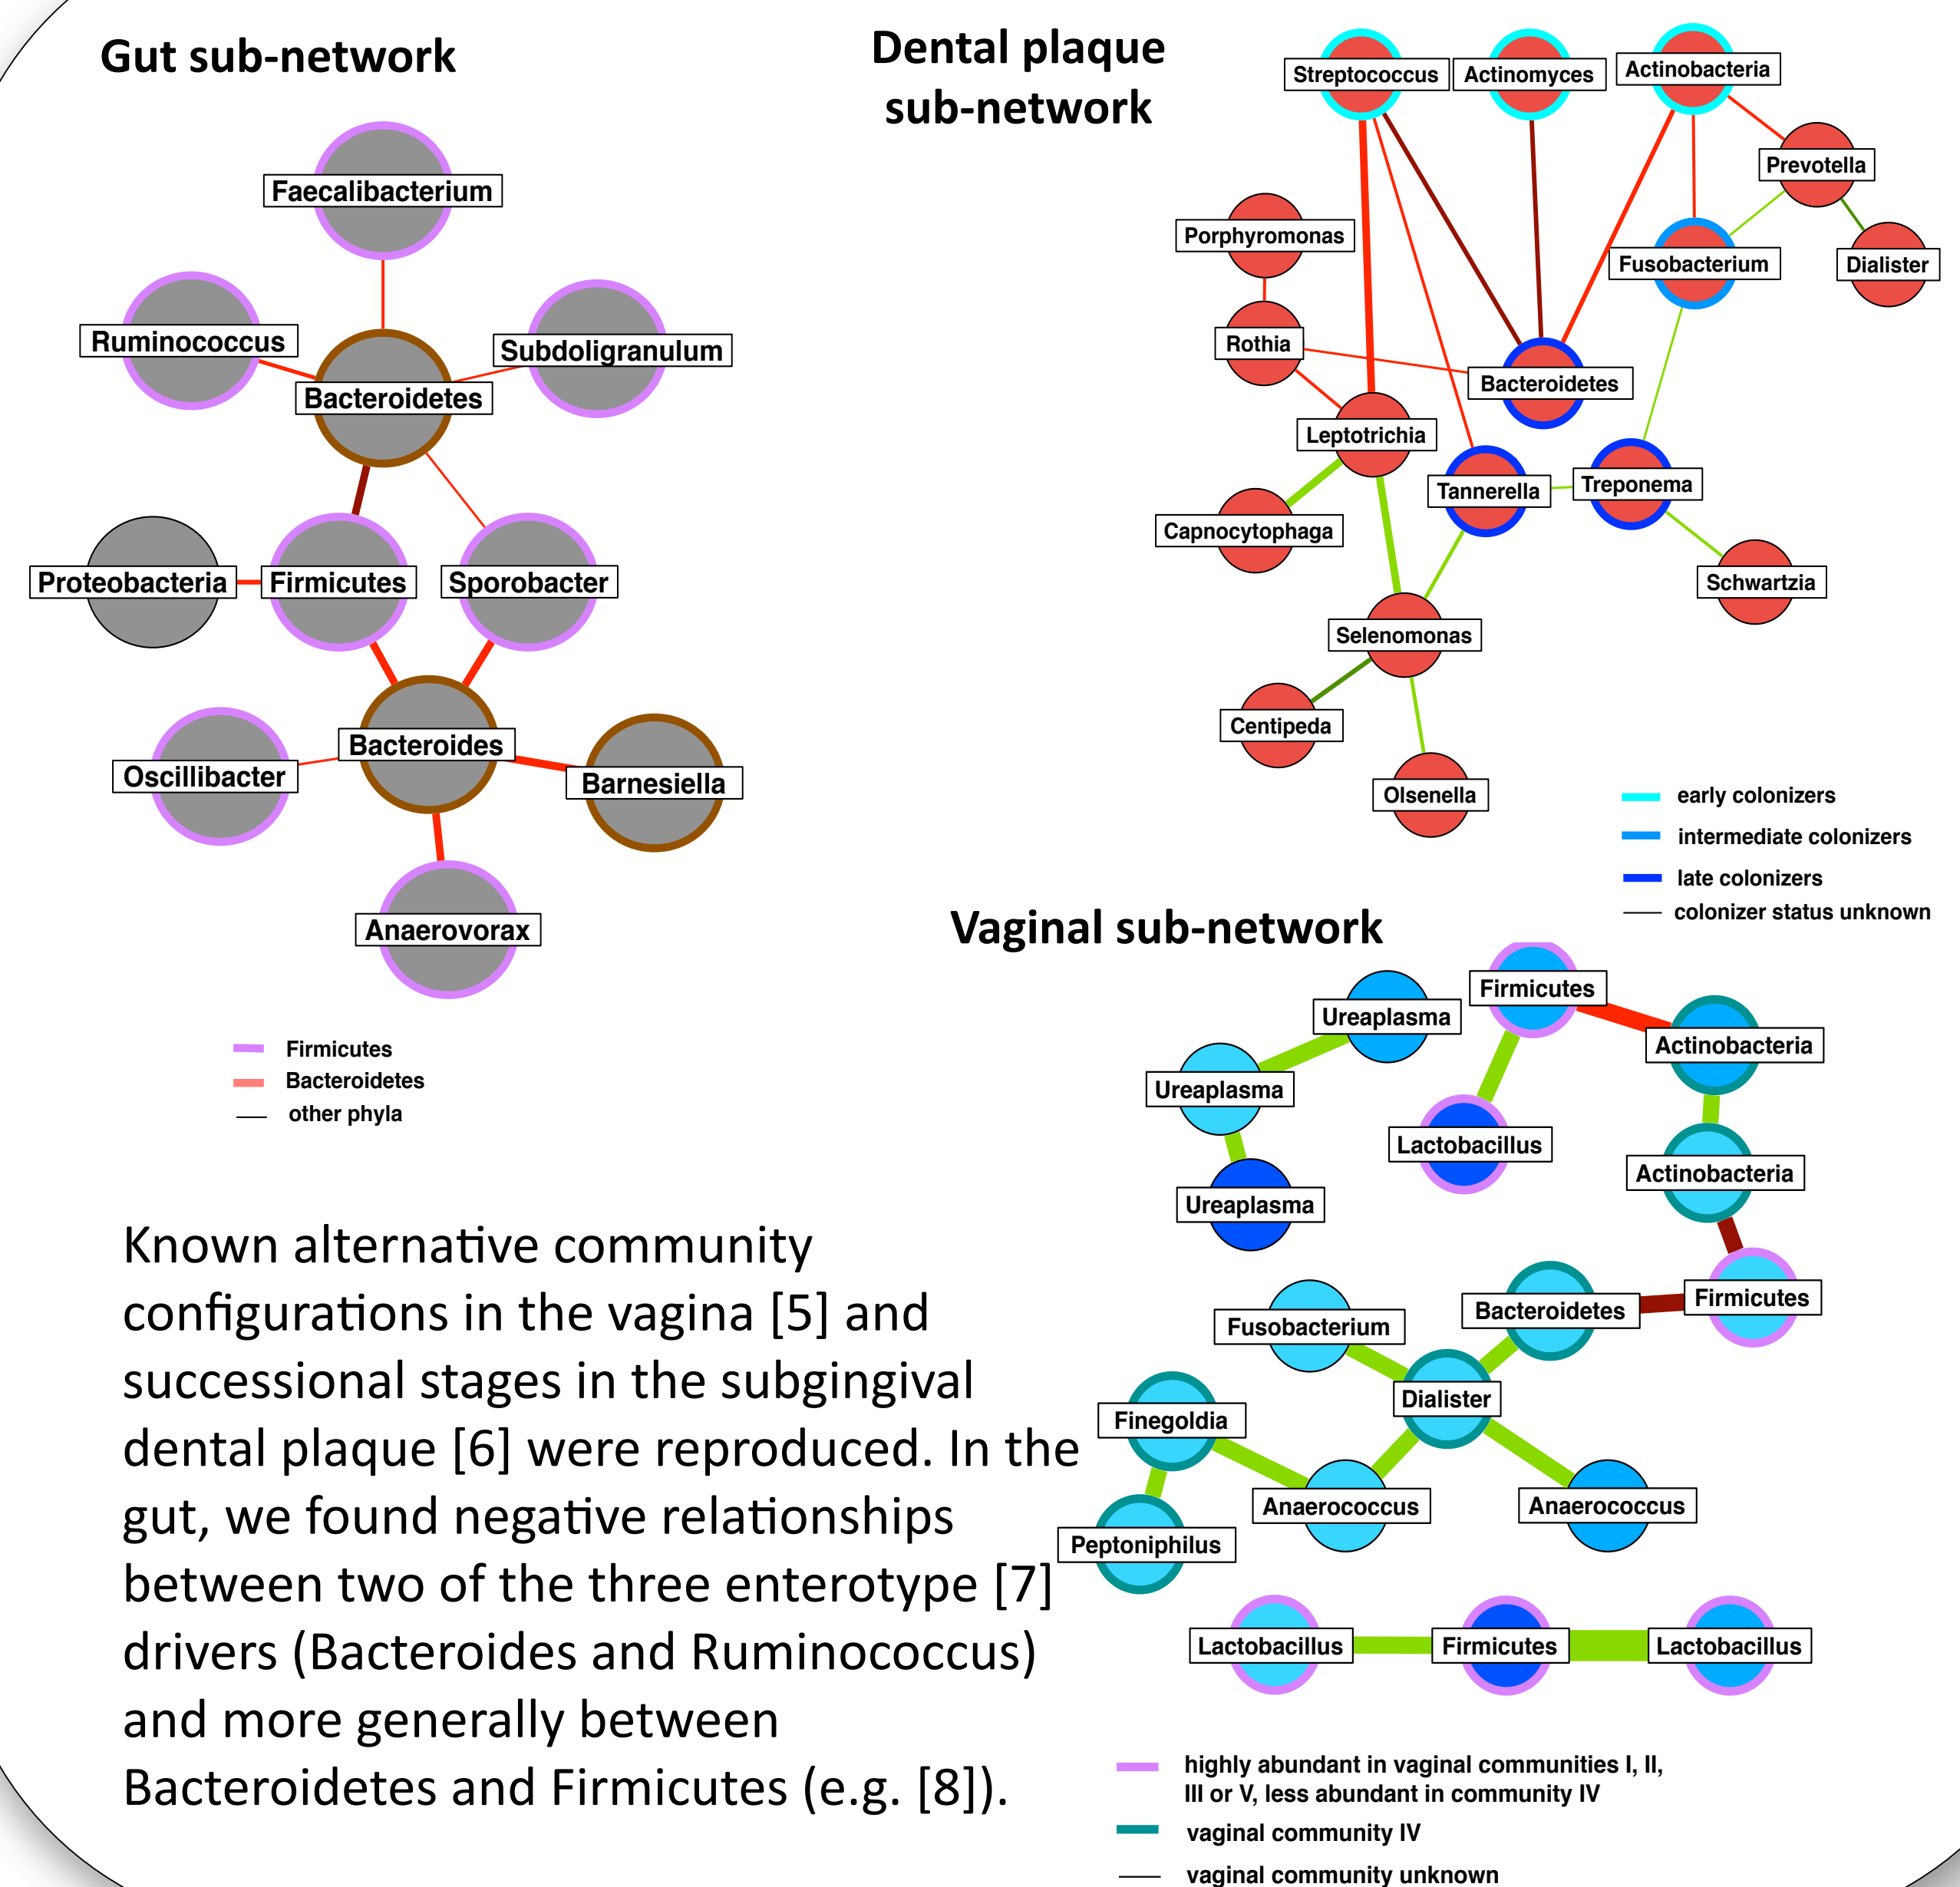 Gut sub-network
Faecalibacterium
Ruminococcus
Subdoligranulum
Bacteroidetes
Proteobacteria
Firmicutes
Sporobacter
Bacteroides
Oscillibacter
Barnesiella
Anaerovorax
Firmicutes
Bacteroidetes
other phyla
Dental plaque
sub-network
Streptococcus
Actinomyces
Actinobacteria
Prevotella
Porphyromonas
Fusobacterium
Dialister
Rothia
Bacteroidetes
Leptotrichia
Tannerella
Treponema
Capnocytophaga
Schwartzia
Selenomonas
Centipeda
Olsenella
early colonizers
intermediate colonizers
late colonizers
colonizer status unknown
Vaginal sub-network
Firmicutes
Ureaplasma
Actinobacteria
Ureaplasma
Lactobacillus
Actinobacteria
Ureaplasma
Firmicutes
Bacteroidetes
Fusobacterium
Dialister
Finegoldia
Anaerococcus
Anaerococcus
Peptoniphilus
Lactobacillus
Firmicutes
Lactobacillus
highly abundant in vaginal communities I, II,
III or V, less abundant in community IV
vaginal community IV
vaginal community unknown
Known alternative community
configurations in the vagina [5] and
successional stages in the subgingival
dental plaque [6] were reproduced. In the
gut, we found negative relationships
between two of the three enterotype [7]
drivers (Bacteroides and Ruminococcus)
and more generally between
Bacteroidetes and Firmicutes (e.g. [8]).